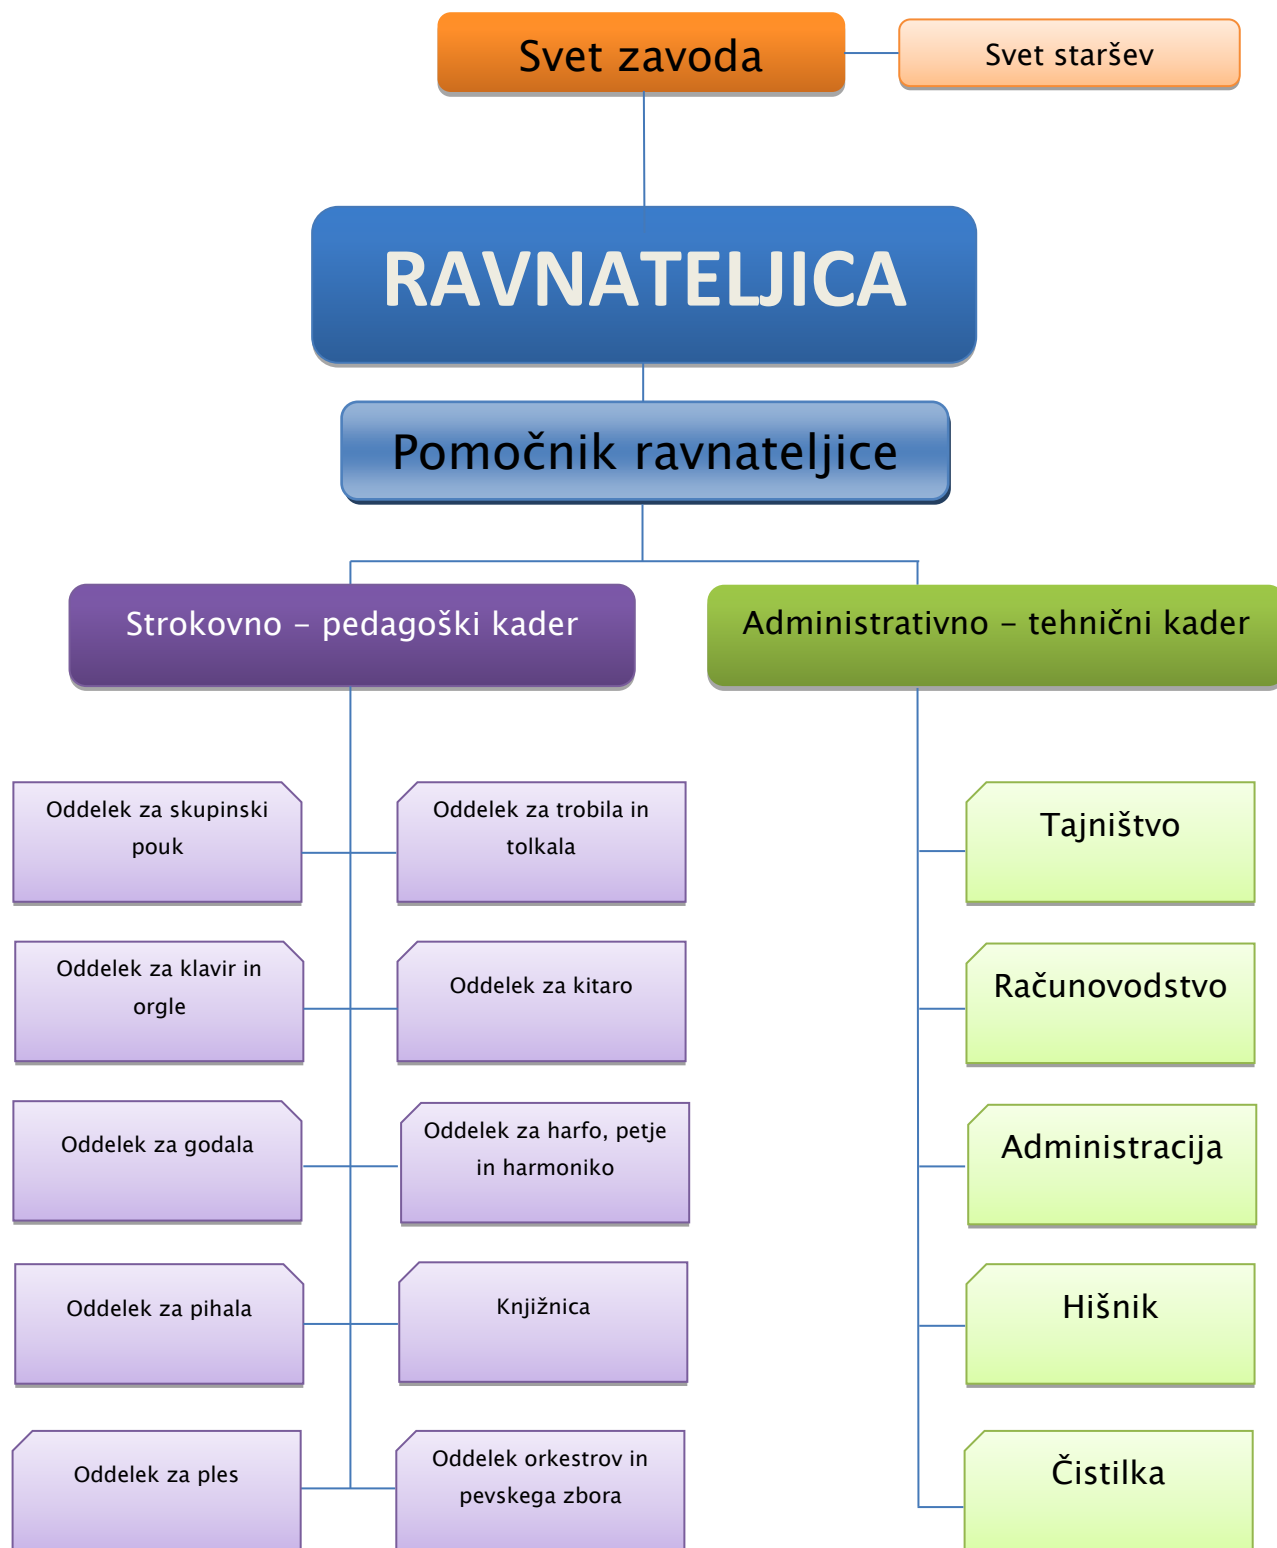 Svet zavoda
Svet staršev
RAVNATELJICA
Pomočnik ravnateljice
Strokovno – pedagoški kader
Administrativno – tehnični kader
Oddelek za skupinski
pouk
Oddelek za trobila in
tolkala
Tajništvo
Oddelek za klavir in
orgle
Oddelek za kitaro
Računovodstvo
Oddelek za godala
Oddelek za harfo, petje
in harmoniko
Administracija
Oddelek za pihala
Knjižnica
Hišnik
Oddelek za ples
Oddelek orkestrov in
pevskega zbora
Čistilka